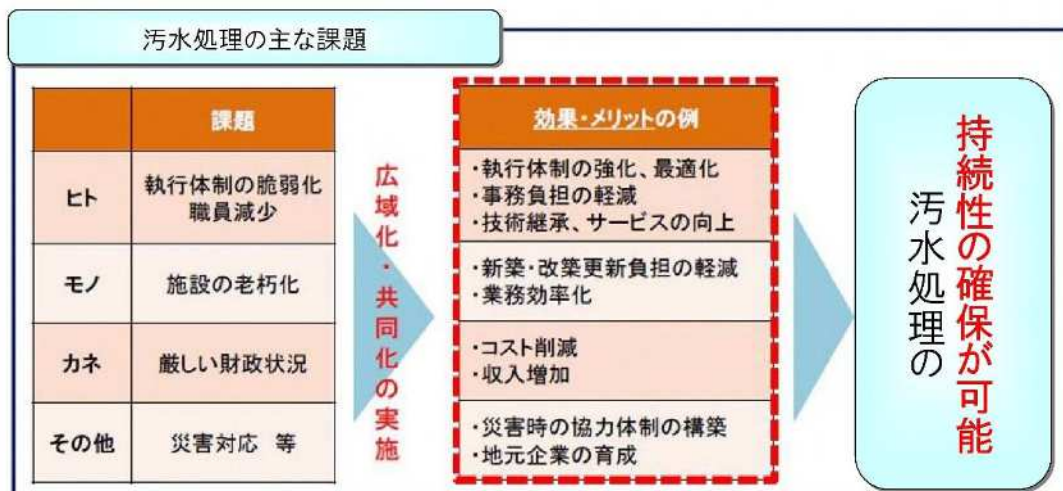 汚水処理の主な課題
課題
ヒト
執行体制の脆弱化
職員減少
モノ
施設の老朽化
カネ
厳しい財政状況
その他
災害対応 等
広域化・共同化の実施
効果・メリットの例
・執行体制の強化、最適化
・事務負担の軽減
・技術継承、サービスの向上
・新築・改築更新負担の軽減
・業務効率化
・コスト削減
・収入増加
・災害時の協力体制の構築
・地元企業の育成
汚水処理の
持続性の確保が可能